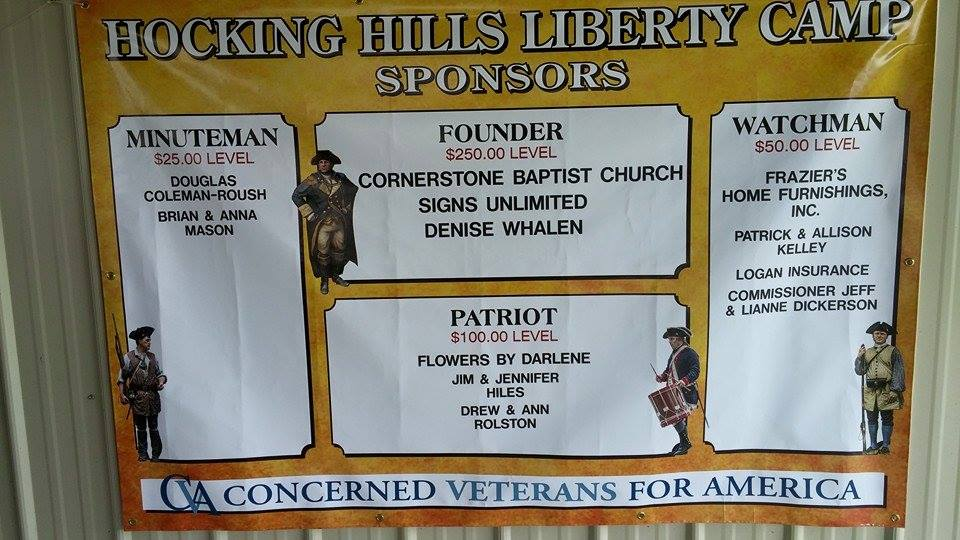 HOCKING HILLS LIBERTY CAMP
SPONSORS
MINUTEMAN
$25.00 LEVEL
DOUGLAS
COLEMAN-ROUSH
BRIAN & ANNA
MASON
FOUNDER
$250.00 LEVEL
CORNERSTONE BAPTIST CHURCH
SIGNS UNLIMITED
DENISE WHALEN
PATRIOT
$100.00 LEVEL
FLOWERS BY DARLENE
JIM & JENNIFER
HILES
DREW & ANN
ROLSTON
WATCHMAN
$50.00 LEVEL
FRAZIER'S
HOME FURNISHINGS,
INC.
PATRICK & ALLISON
KELLEY
LOGAN INSURANCE
COMMISSIONER JEFF
& LIANNE DICKERSON
CVA CONCERNED VETERANS FOR AMERICA